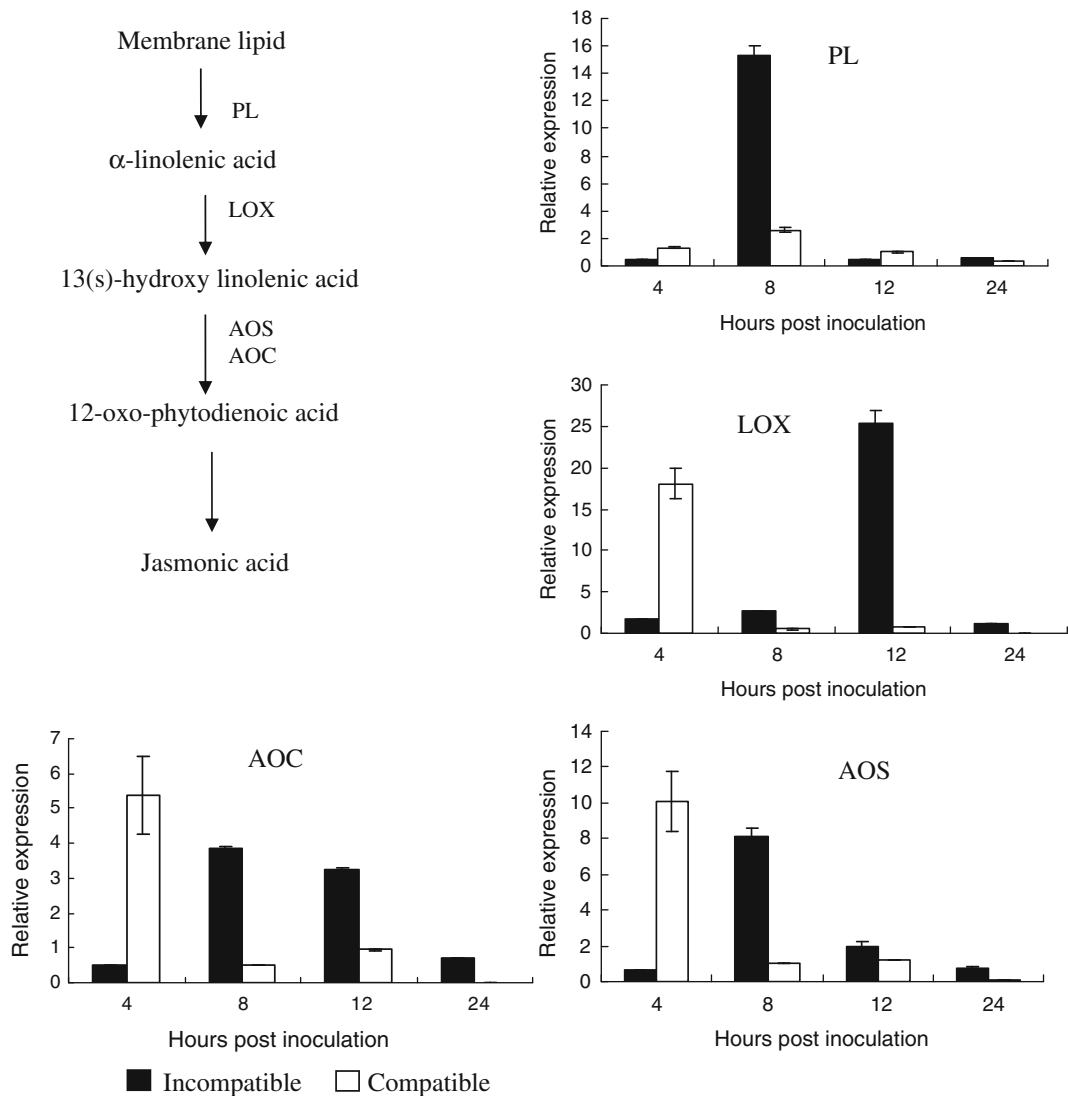 Membrane lipid
PL
α-linolenic acid
LOX
13(s)-hydroxy linolenic acid
AOS
AOC
12-oxo-phytodienoic acid
Jasmonic acid
PL
Relative expression
18
16
14
12
10
8
6
4
2
0
4 8 12 24
Hours post inoculation
LOX
Relative expression
30
25
20
15
10
5
0
4 8 12 24
Hours post inoculation
AOC
Relative expression
7
6
5
4
3
2
1
0
4 8 12 24
Hours post inoculation
AOS
Relative expression
14
12
10
8
6
4
2
0
4 8 12 24
Hours post inoculation
Incompatible Compatible